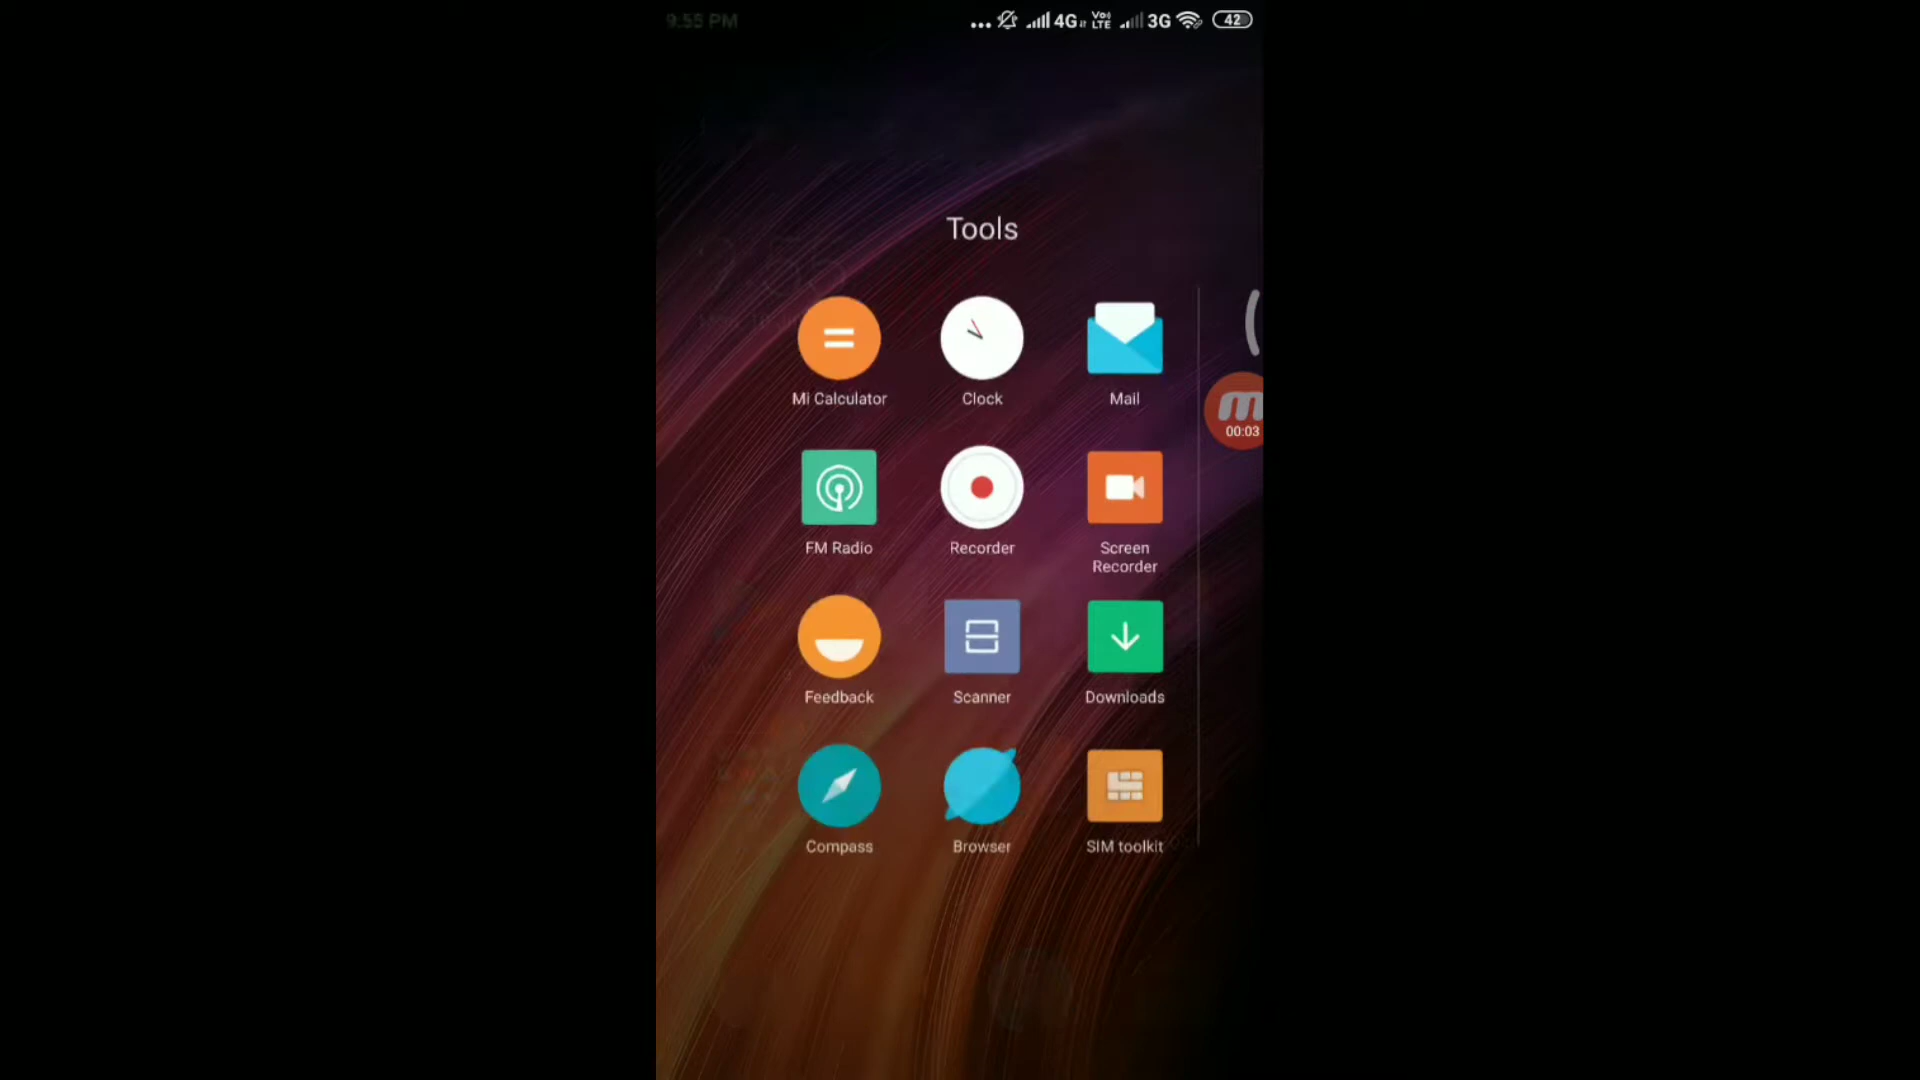 9:55 PM 4G Vo) LTE 3G 42
Tools
Mi Calculator Clock Mail
00:03
FM Radio Recorder Screen
Recorder
Feedback Scanner Downloads
Compass Browser SIM toolkit